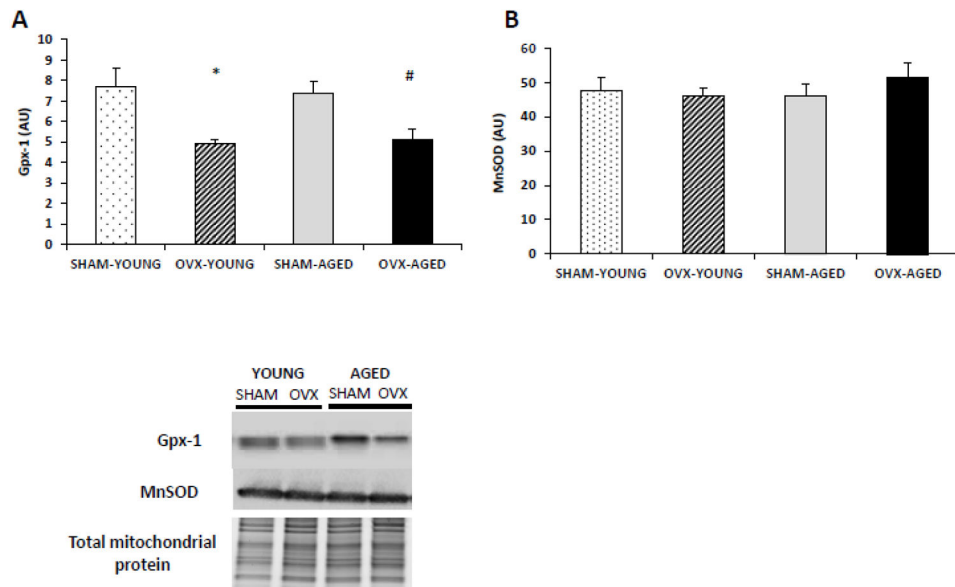 A
10
9
8
7
6
5
4
3
2
1
0
Gpx-1 (AU)
*
#
SHAM-YOUNG OVX-YOUNG SHAM-AGED OVX-AGED
B
60
50
40
30
20
10
0
MnSOD (AU)
SHAM-YOUNG OVX-YOUNG SHAM-AGED OVX-AGED
YOUNG AGED
SHAM OVX SHAM OVX
Gpx-1
MnSOD
Total mitochondrial
protein